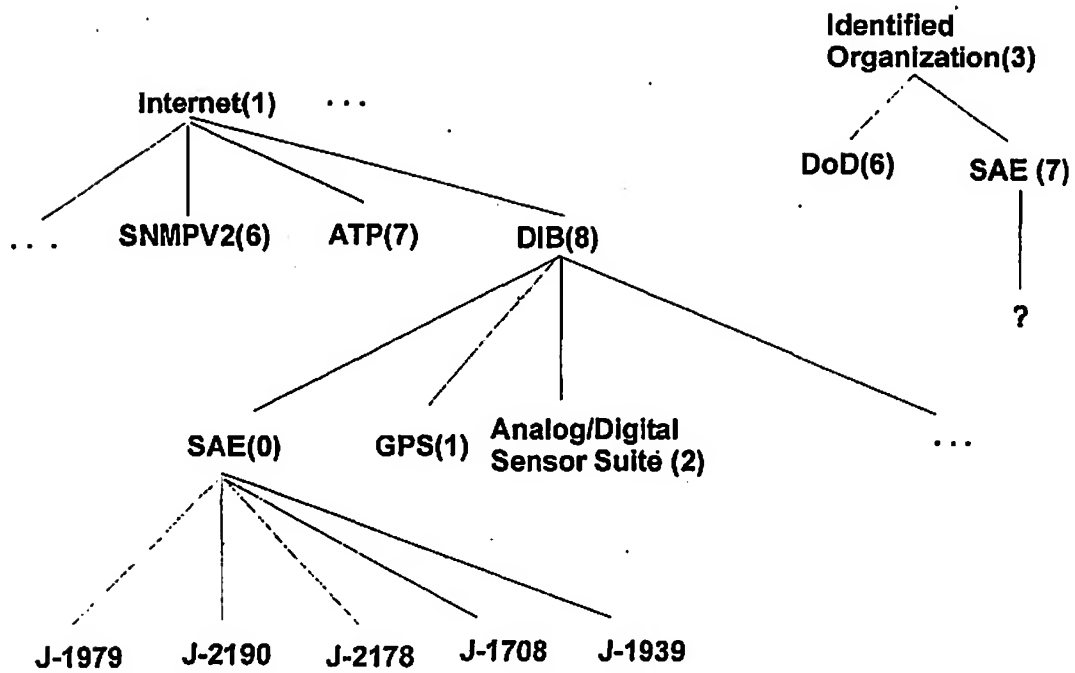 Identified
Organization(3)
Internet(1) ...
DoD(6) SAE (7)
... SNMPV2(6) ATP(7) DIB(8)
?
SAE(0) GPS(1) Analog/Digital
Sensor Suite (2) ...
J-1979 J-2190 J-2178 J-1708 J-1939